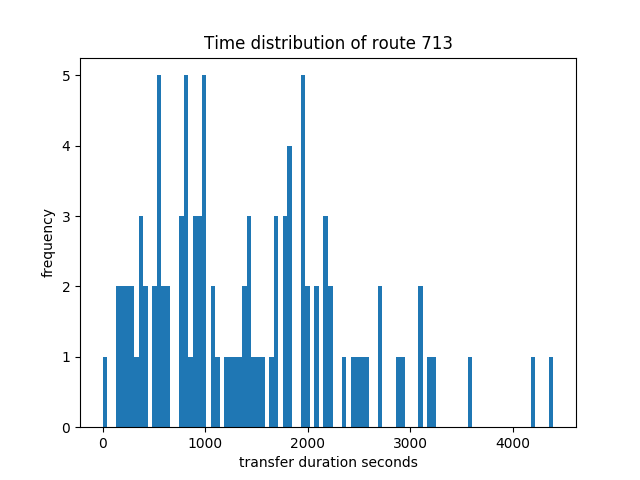 Time distribution of route 713
5
4
3
2
1
0
frequency
0 1000 2000 3000 4000
transfer duration seconds